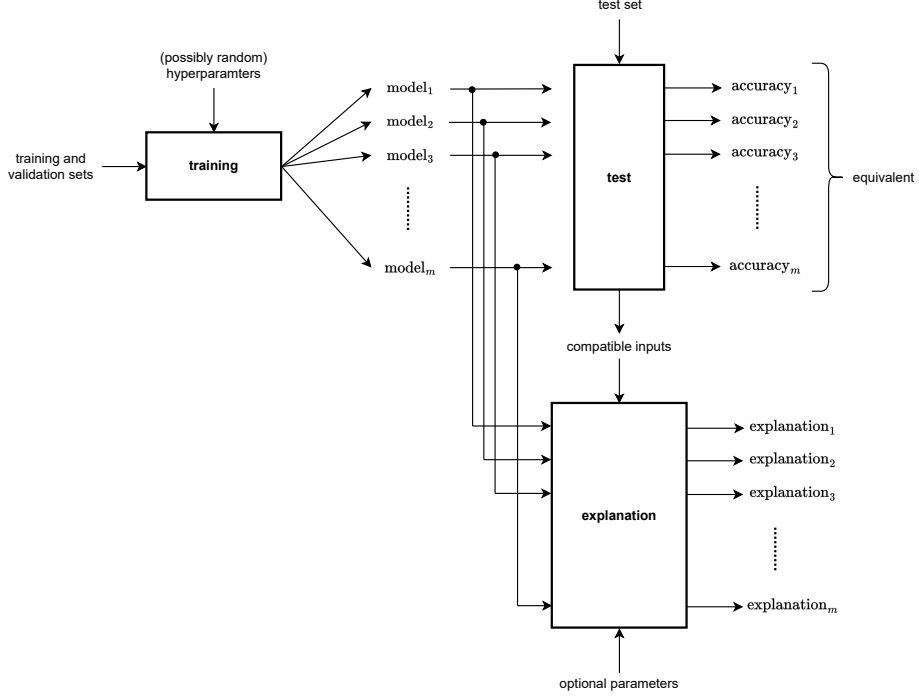 test set
(possibly random)
hyperparamters
training and
validation sets
training
model₁
model₂
model₃
modelₘ
test
accuracy₁
accuracy₂
accuracy₃
accuracyₘ
equivalent
compatible inputs
explanation
explanation₁
explanation₂
explanation₃
explanationₘ
optional parameters